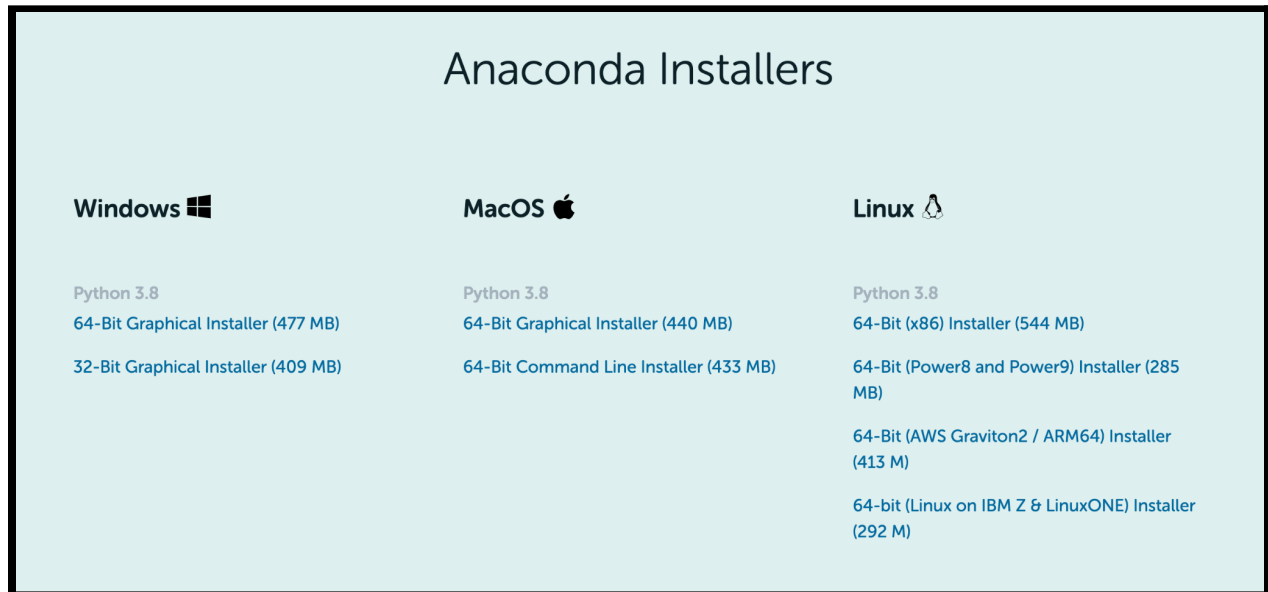 Anaconda Installers
Windows
Python 3.8
64-Bit Graphical Installer (477 MB)
32-Bit Graphical Installer (409 MB)
MacOS
Python 3.8
64-Bit Graphical Installer (440 MB)
64-Bit Command Line Installer (433 MB)
Linux
Python 3.8
64-Bit (x86) Installer (544 MB)
64-Bit (Power8 and Power9) Installer (285
MB)
64-Bit (AWS Graviton2 / ARM64) Installer
(413 M)
64-bit (Linux on IBM Z & LinuxONE) Installer
(292 M)